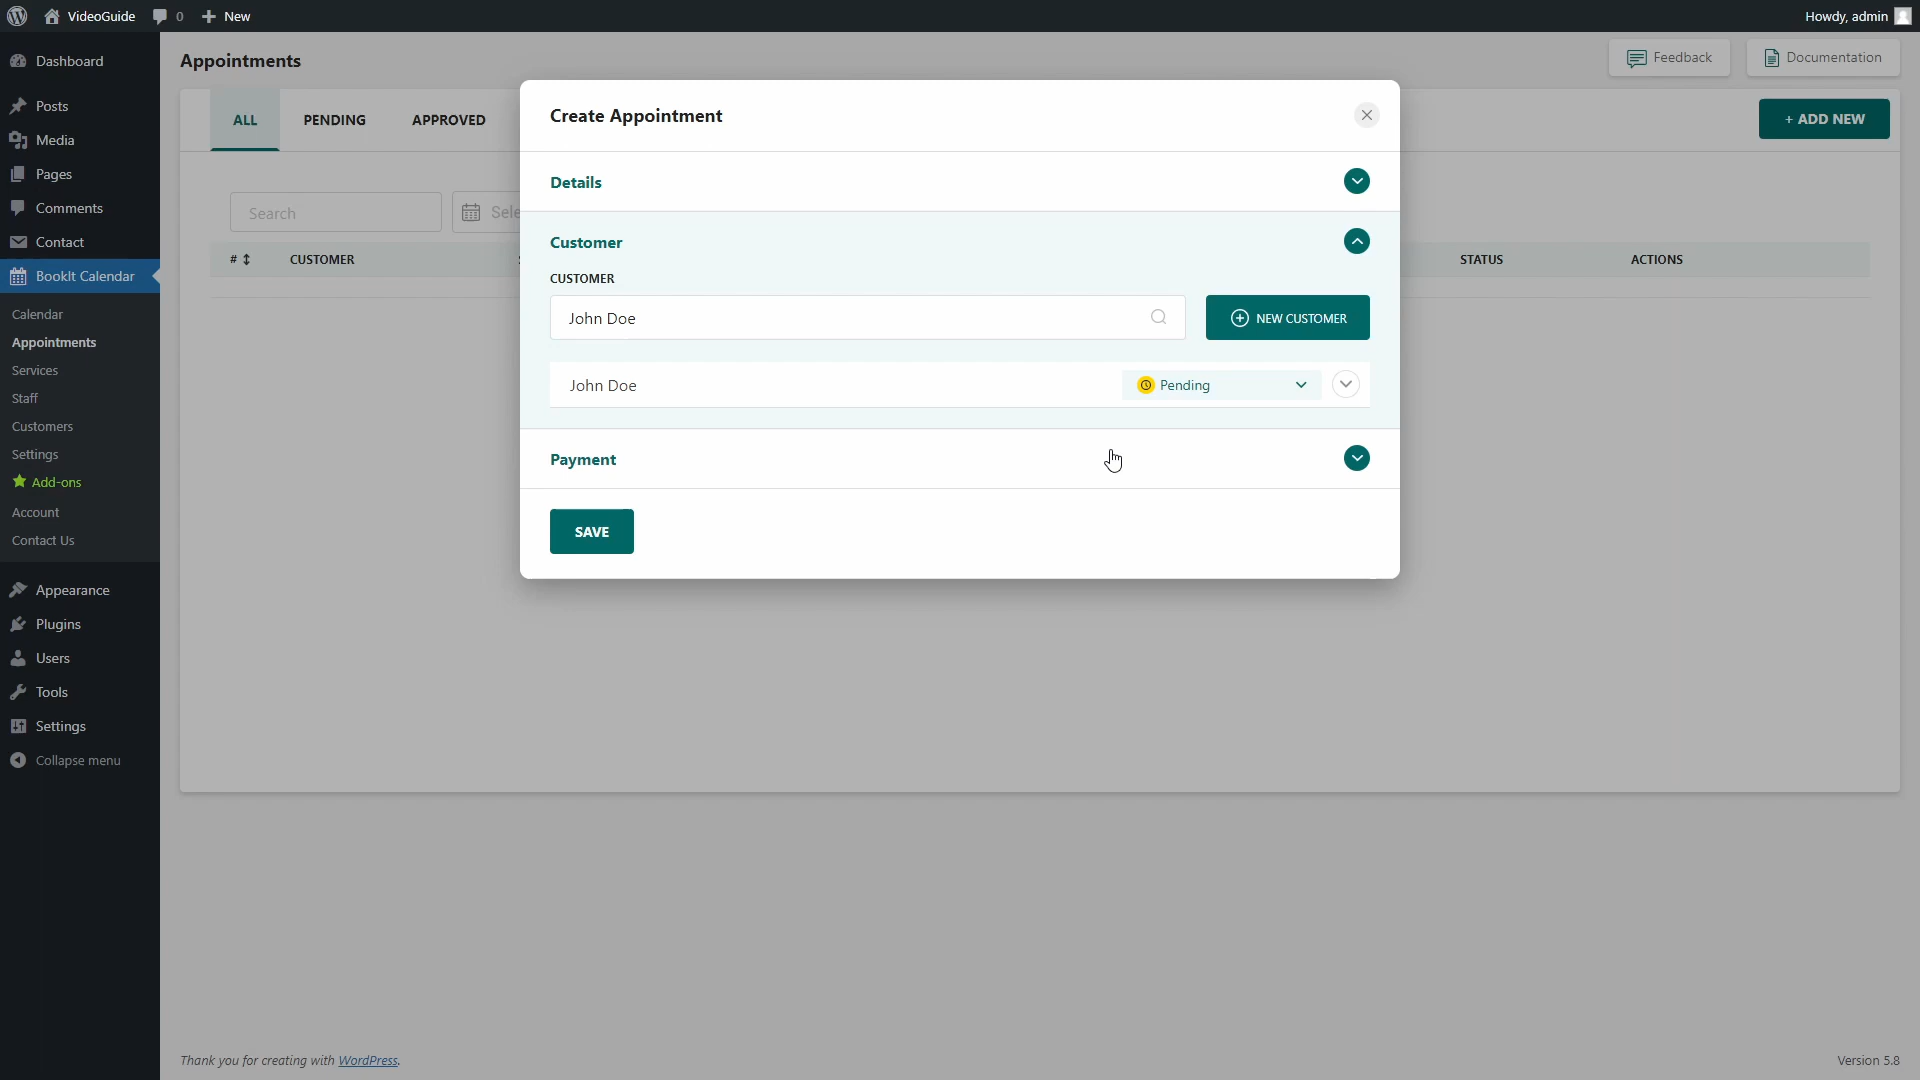 VideoGuide 0 New Howdy, admin
Dashboard
Posts
Media
Pages
Comments
Contact
BookIt Calendar
Calendar
Appointments
Services
Staff
Customers
Settings
Add-ons
Account
Contact Us
Appearance
Plugins
Users
Tools
Settings
Collapse menu
Appointments
Feedback
Documentation
ALL PENDING APPROVED
+ ADD NEW
Search
Sele
# CUSTOMER STATUS ACTIONS
Create Appointment
Details
Customer
CUSTOMER
John Doe
NEW CUSTOMER
John Doe
Pending
Payment
SAVE
Thank you for creating with WordPress.
Version 5.8